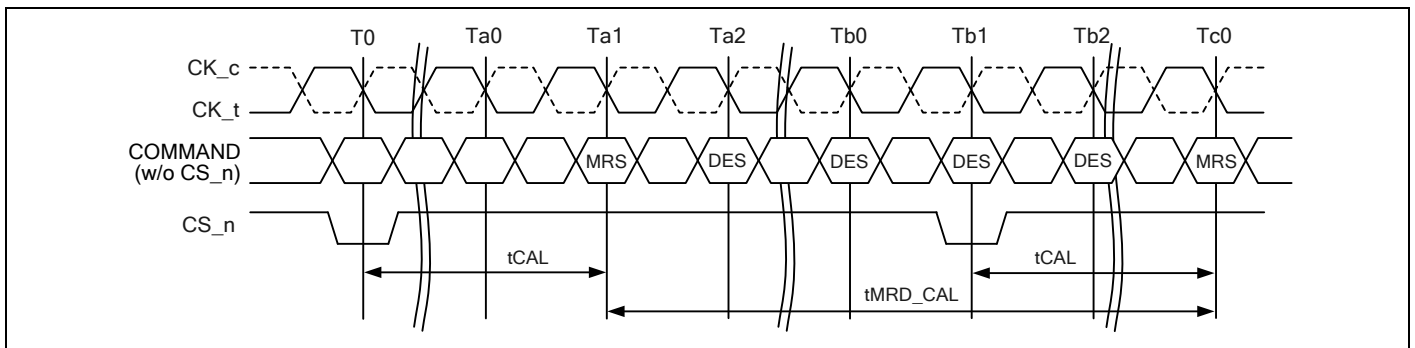 T0 Ta0 Ta1 Ta2 Tb0 Tb1 Tb2 Tc0
CK_c
CK_t
COMMAND
(w/o CS_n)
MRS DES DES DES DES MRS
CS_n
tCAL tCAL
tMRD_CAL